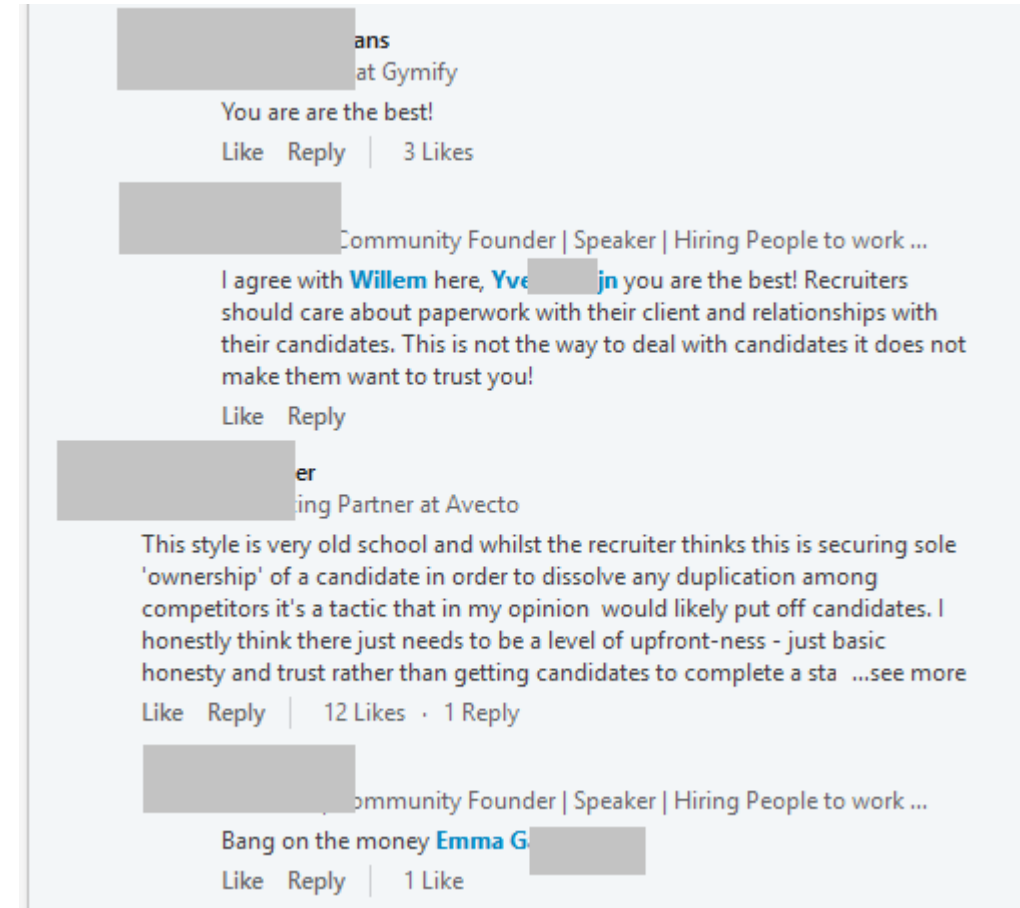 ans
at Gymify
You are are the best!
Like Reply 3 Likes
Community Founder | Speaker | Hiring People to work ...
I agree with Willem here, Yve jn you are the best! Recruiters
should care about paperwork with their client and relationships with
their candidates. This is not the way to deal with candidates it does not
make them want to trust you!
Like Reply
er
ing Partner at Avecto
This style is very old school and whilst the recruiter thinks this is securing sole
'ownership' of a candidate in order to dissolve any duplication among
competitors it's a tactic that in my opinion would likely put off candidates. I
honestly think there just needs to be a level of upfront-ness - just basic
honesty and trust rather than getting candidates to complete a sta ...see more
Like Reply 12 Likes · 1 Reply
ommunity Founder | Speaker | Hiring People to work ...
Bang on the money Emma G
Like Reply 1 Like